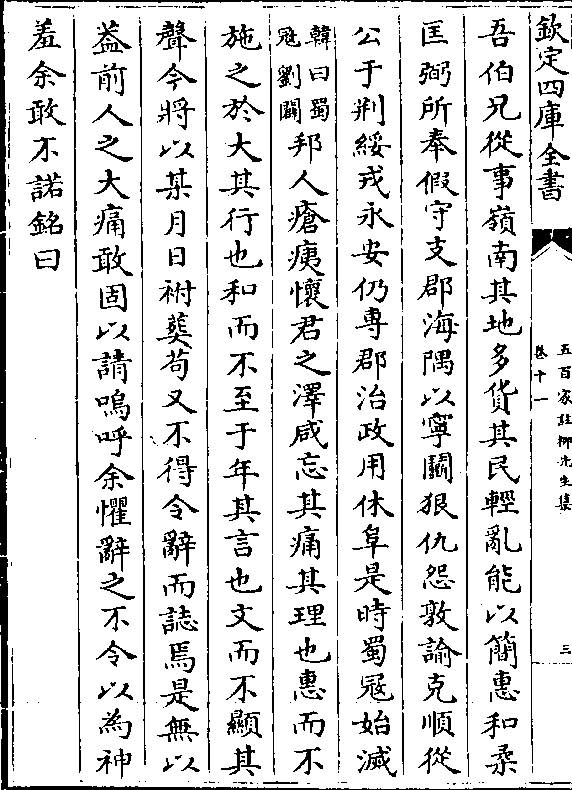 欽定四庫全書
五百家註柳先生集
卷十一
三
吾伯兄從事嶺南其地多貨其民輕亂能以簡惠和柔
匡弼所奉假守支郡海隅以寧鬭狠仇怨敦諭克順從
公于荆綏戎永安仍專郡治政用休阜是時蜀冦始滅
韓曰蜀
冦劉闢
邦人瘡痍懷君之澤咸忘其痛其理也惠而不
施之於大其行也和而不至于年其言也文而不顯其
聲今將以某月日祔葬苟又不得令辭而誌焉是無以
葢前人之大痛敢固以請嗚呼余懼辭之不令以為神
羞余敢不諾銘曰